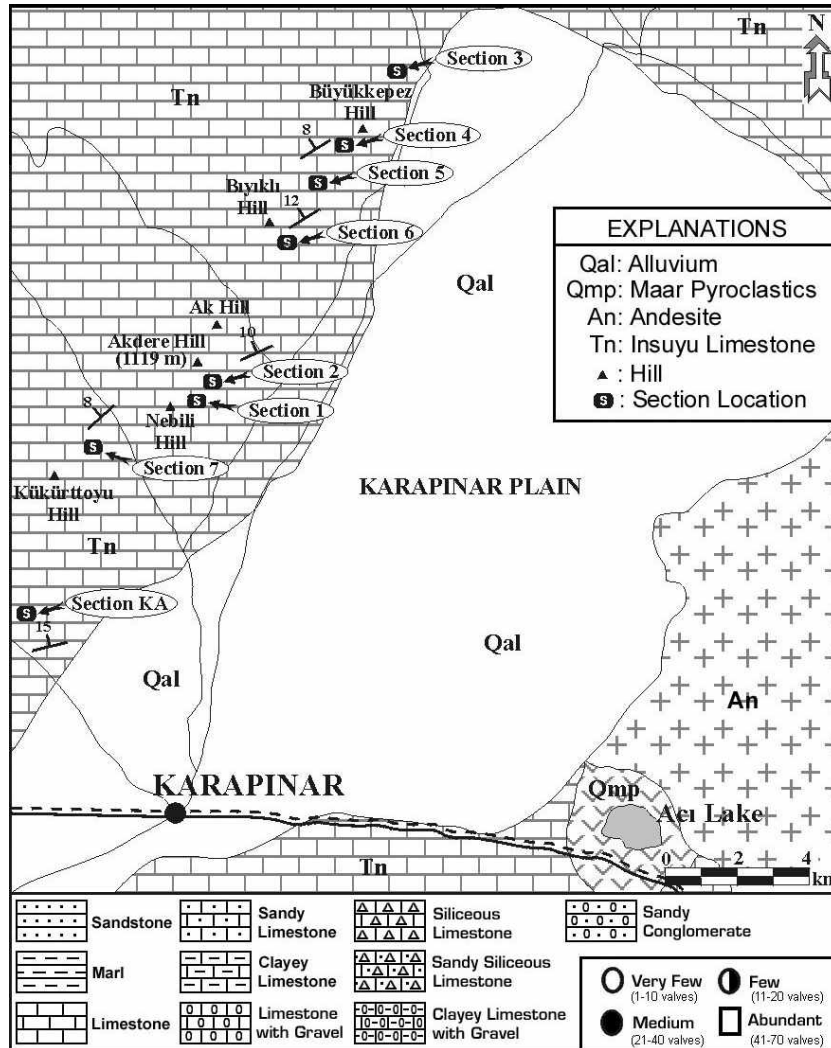 Tn
N
Section 3
Tn
Büyükkepez
Hill
8
Section 4
Section 5
Bıyıklı
Hill
12
Section 6
EXPLANATIONS
Qal: Alluvium
Qmp: Maar Pyroclastics
An: Andesite
Tn: Insuyu Limestone
▲ : Hill
S : Section Location
Qal
Ak Hill
10
Akdere Hill
(1119 m)
Section 2
8
Section 1
Nebili
Hill
S
Section 7
Kükürttoyu
Hill
KARAPINAR PLAIN
Tn
Section KA
15
Qal
Qal
An
KARAPINAR
Qmp
Acı Lake
0 2 4
km
Tn
Sandstone
Sandy
Limestone
Siliceous
Limestone
Sandy
Conglomerate
Marl
Clayey
Limestone
Sandy Siliceous
Limestone
Limestone
Limestone
with Gravel
Clayey Limestone
with Gravel
Very Few
(1-10 valves)
Few
(11-20 valves)
Medium
(21-40 valves)
Abundant
(41-70 valves)